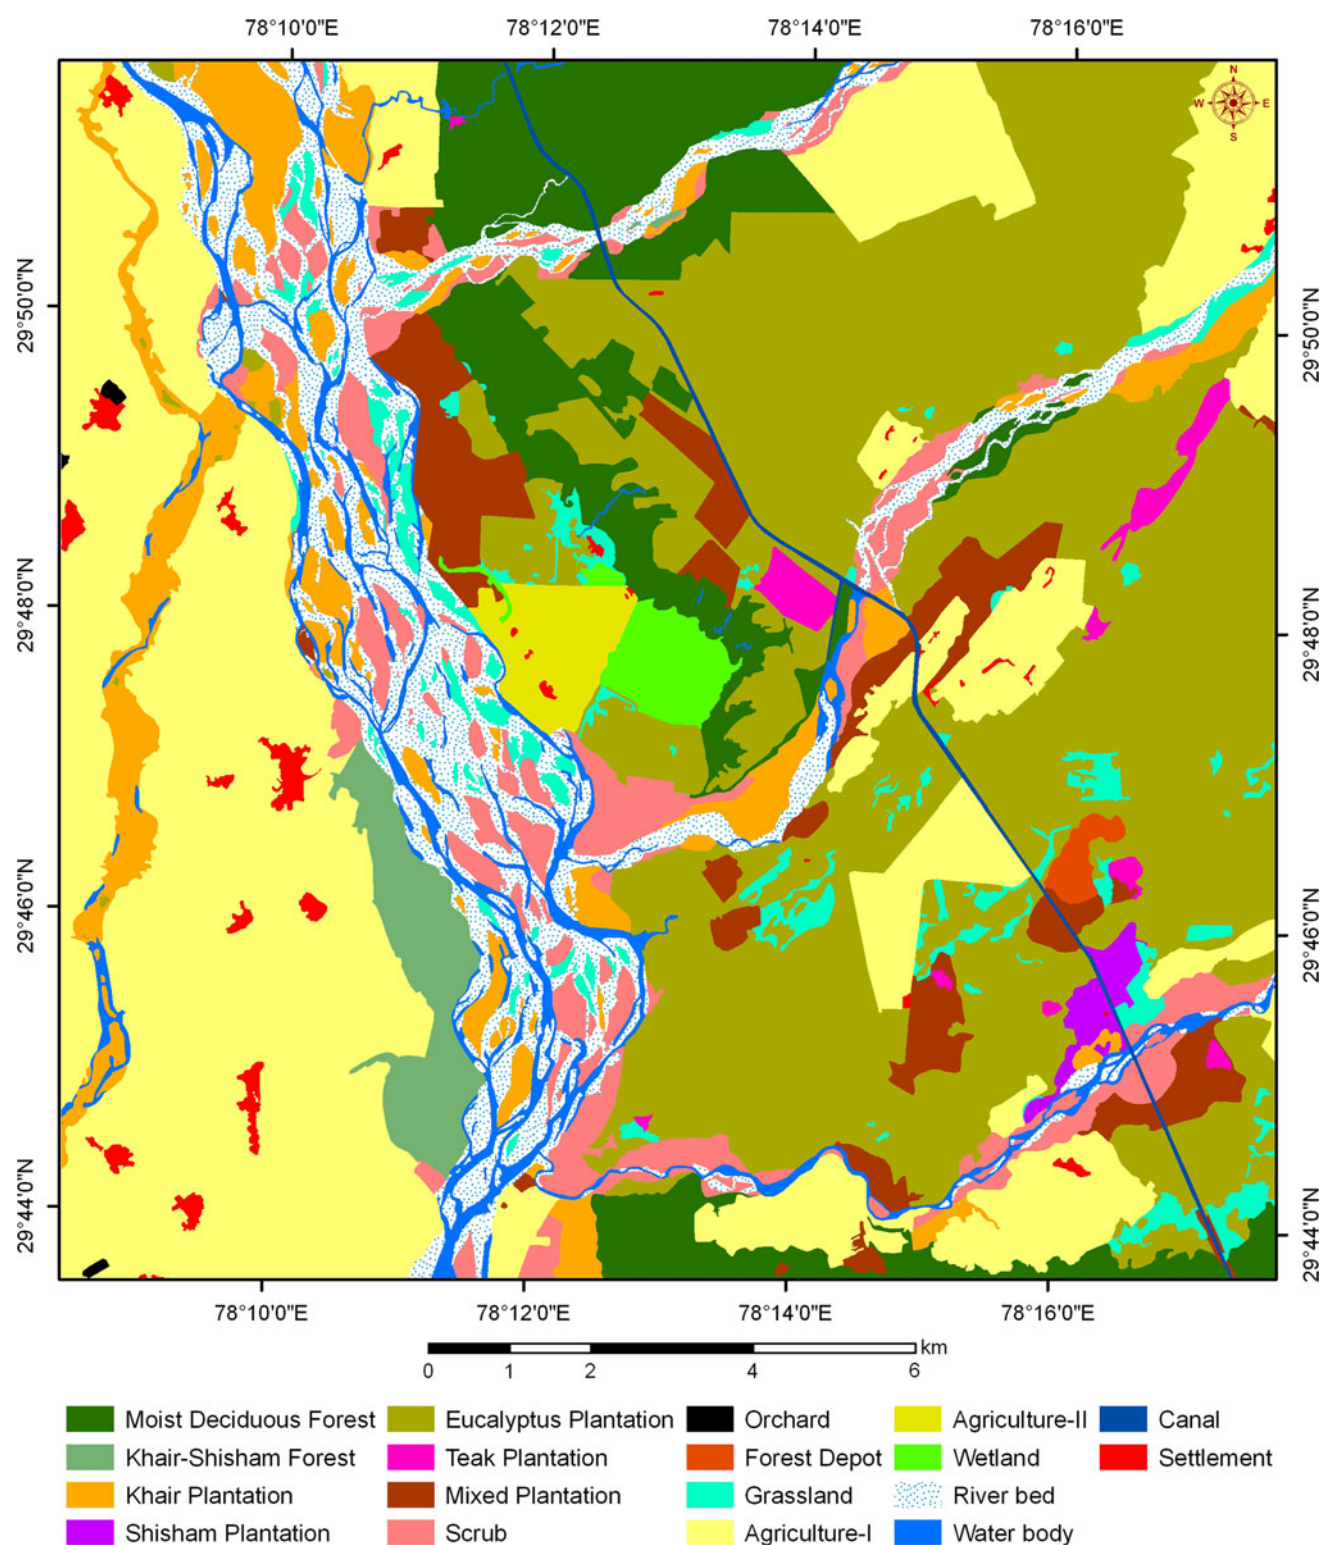 78°10'0"E 78°12'0"E 78°14'0"E 78°16'0"E
N
W E
S
29°50'0"N 29°50'0"N
29°48'0"N 29°48'0"N
29°46'0"N 29°46'0"N
29°44'0"N 29°44'0"N
78°10'0"E 78°12'0"E 78°14'0"E 78°16'0"E
km
0 1 2 4 6
Moist Deciduous Forest Eucalyptus Plantation Orchard Agriculture-II Canal
Khair-Shisham Forest Teak Plantation Forest Depot Wetland Settlement
Khair Plantation Mixed Plantation Grassland River bed
Shisham Plantation Scrub Agriculture-I Water body